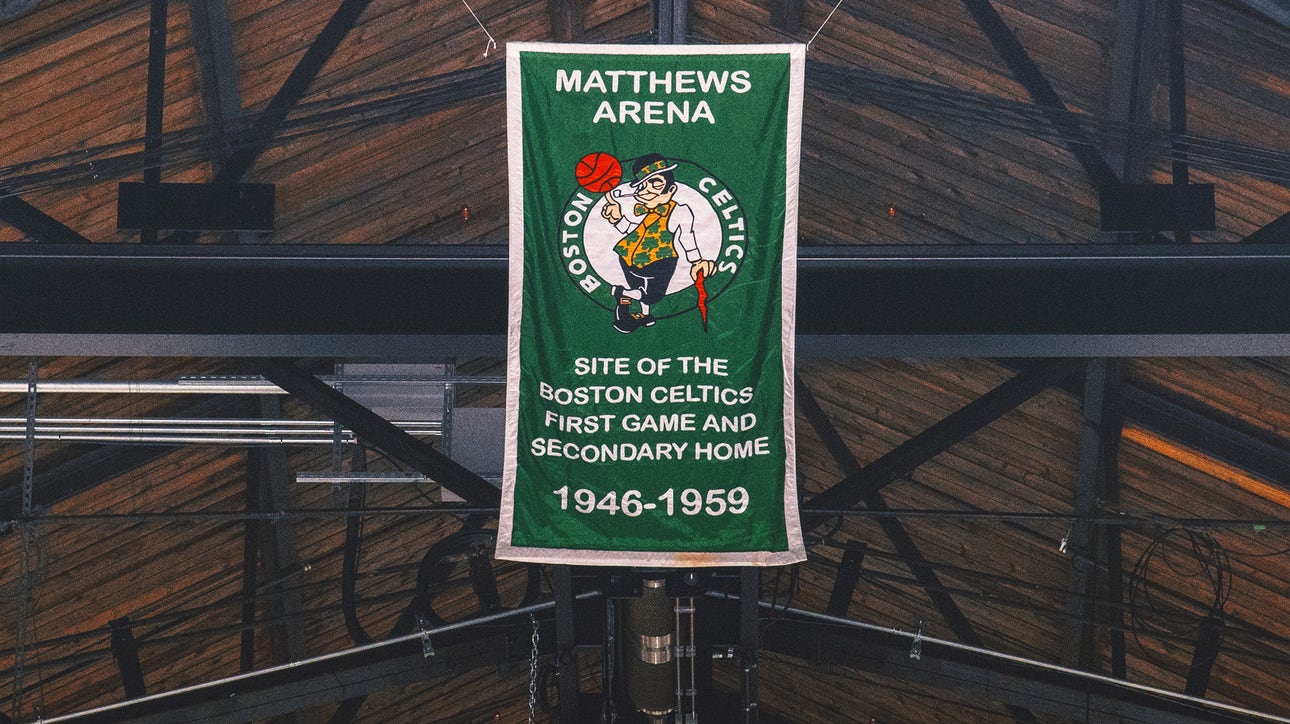 MATTHEWS
ARENA
BOSTON CELTICS
SITE OF THE
BOSTON CELTICS
FIRST GAME AND
SECONDARY HOME
1946-1959